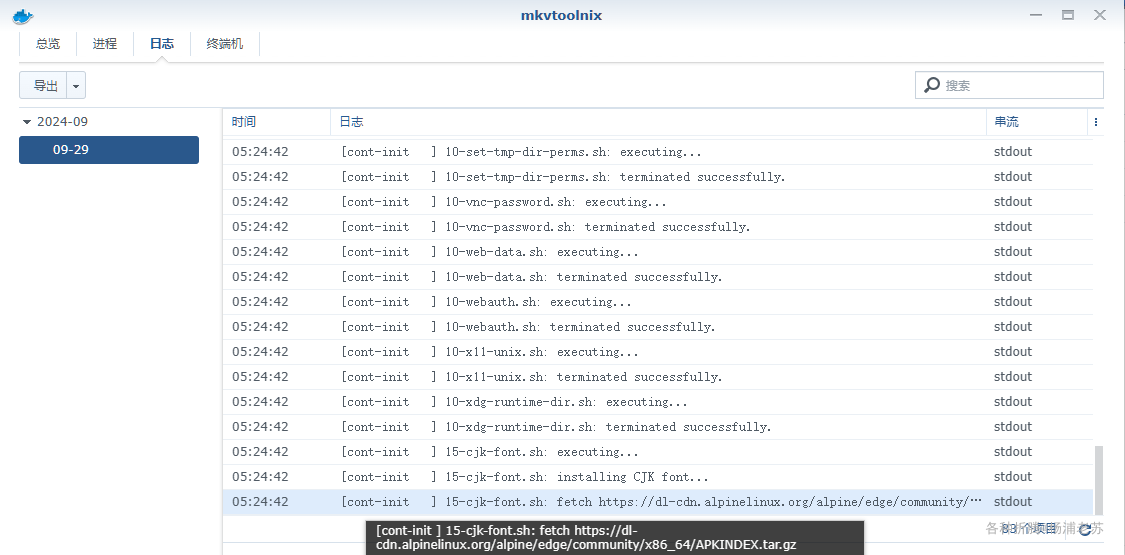 mkvtoolnix
总览 进程 日志 终端机
导出 搜索
2024-09
09-29
时间 日志 串流
05:24:42 [cont-init ] 10-set-tmp-dir-perms.sh: executing... stdout
05:24:42 [cont-init ] 10-set-tmp-dir-perms.sh: terminated successfully. stdout
05:24:42 [cont-init ] 10-vnc-password.sh: executing... stdout
05:24:42 [cont-init ] 10-vnc-password.sh: terminated successfully. stdout
05:24:42 [cont-init ] 10-web-data.sh: executing... stdout
05:24:42 [cont-init ] 10-web-data.sh: terminated successfully. stdout
05:24:42 [cont-init ] 10-webauth.sh: executing... stdout
05:24:42 [cont-init ] 10-webauth.sh: terminated successfully. stdout
05:24:42 [cont-init ] 10-x11-unix.sh: executing... stdout
05:24:42 [cont-init ] 10-x11-unix.sh: terminated successfully. stdout
05:24:42 [cont-init ] 10-xdg-runtime-dir.sh: executing... stdout
05:24:42 [cont-init ] 10-xdg-runtime-dir.sh: terminated successfully. stdout
05:24:42 [cont-init ] 15-cjk-font.sh: executing... stdout
05:24:42 [cont-init ] 15-cjk-font.sh: installing CJK font... stdout
05:24:42 [cont-init ] 15-cjk-font.sh: fetch https://dl-cdn.alpinelinux.org/alpine/edge/community/··· stdout
83 个项目
[cont-init ] 15-cjk-font.sh: fetch https://dl-
cdn.alpinelinux.org/alpine/edge/community/x86_64/APKINDEX.tar.gz